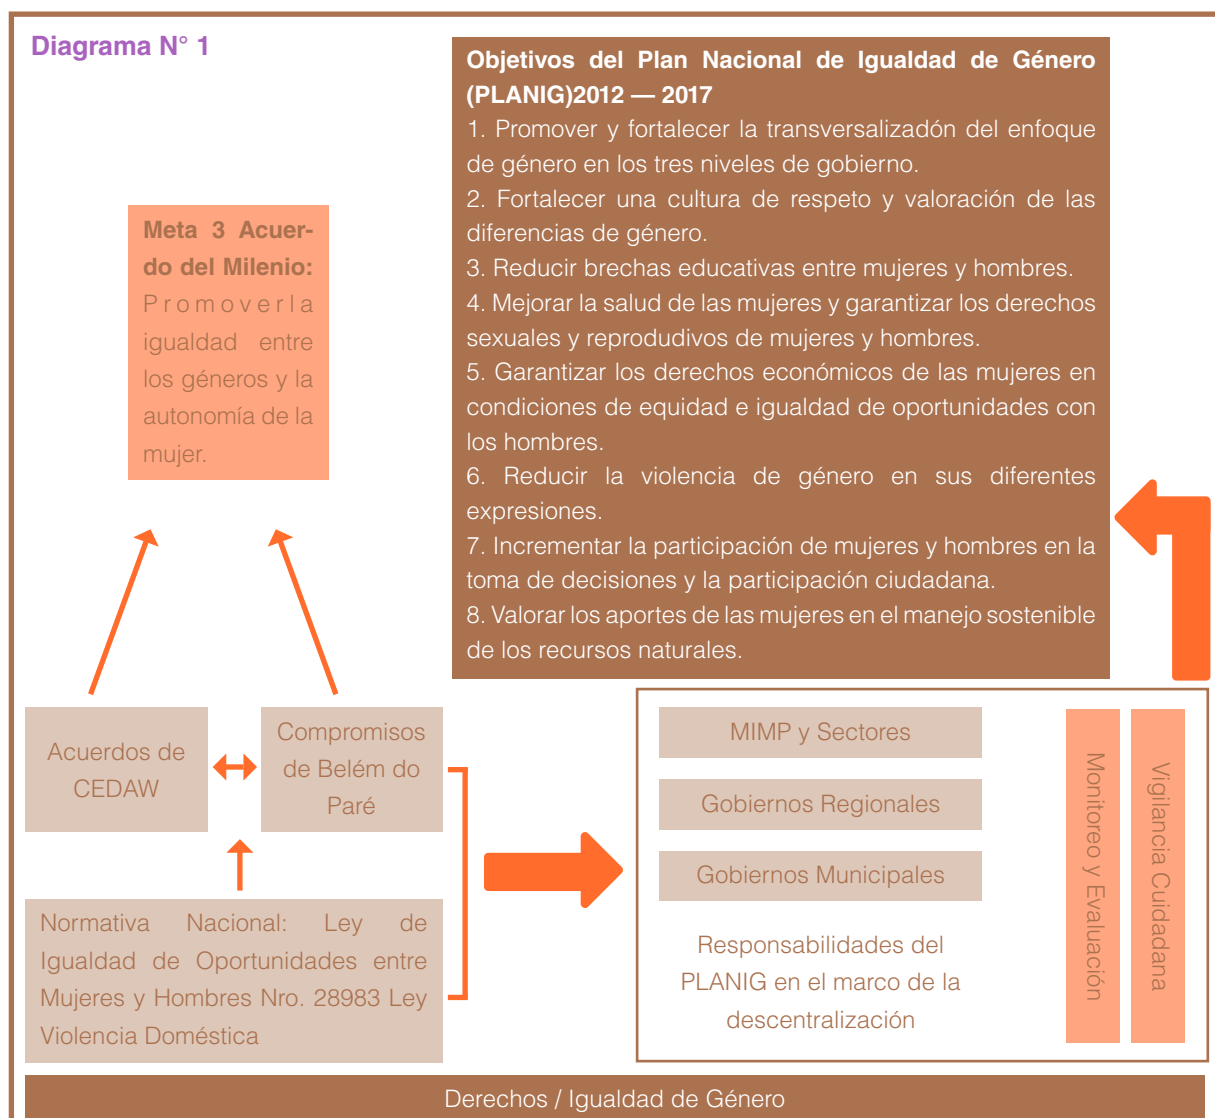 Diagrama N° 1
Objetivos del Plan Nacional de Igualdad de Género
(PLANIG)2012 — 2017
1. Promover y fortalecer la transversalizadón del enfoque
de género en los tres niveles de gobierno.
2. Fortalecer una cultura de respeto y valoración de las
diferencias de género.
3. Reducir brechas educativas entre mujeres y hombres.
4. Mejorar la salud de las mujeres y garantizar los derechos
sexuales y reprodudivos de mujeres y hombres.
5. Garantizar los derechos económicos de las mujeres en
condiciones de equidad e igualdad de oportunidades con
los hombres.
6. Reducir la violencia de género en sus diferentes
expresiones.
7. Incrementar la participación de mujeres y hombres en la
toma de decisiones y la participación ciudadana.
8. Valorar los aportes de las mujeres en el manejo sostenible
de los recursos naturales.
Meta 3 Acuer-
do del Milenio:
Promoverla
igualdad entre
los géneros y la
autonomía de la
mujer.
Acuerdos de
CEDAW
Compromisos
de Belém do
Paré
Normativa Nacional: Ley de
Igualdad de Oportunidades entre
Mujeres y Hombres Nro. 28983 Ley
Violencia Doméstica
MIMP y Sectores
Gobiernos Regionales
Gobiernos Municipales
Responsabilidades del
PLANIG en el marco de la
descentralización
Monitoreo y Evaluación
Vigilancia Cuidadana
Derechos / Igualdad de Género